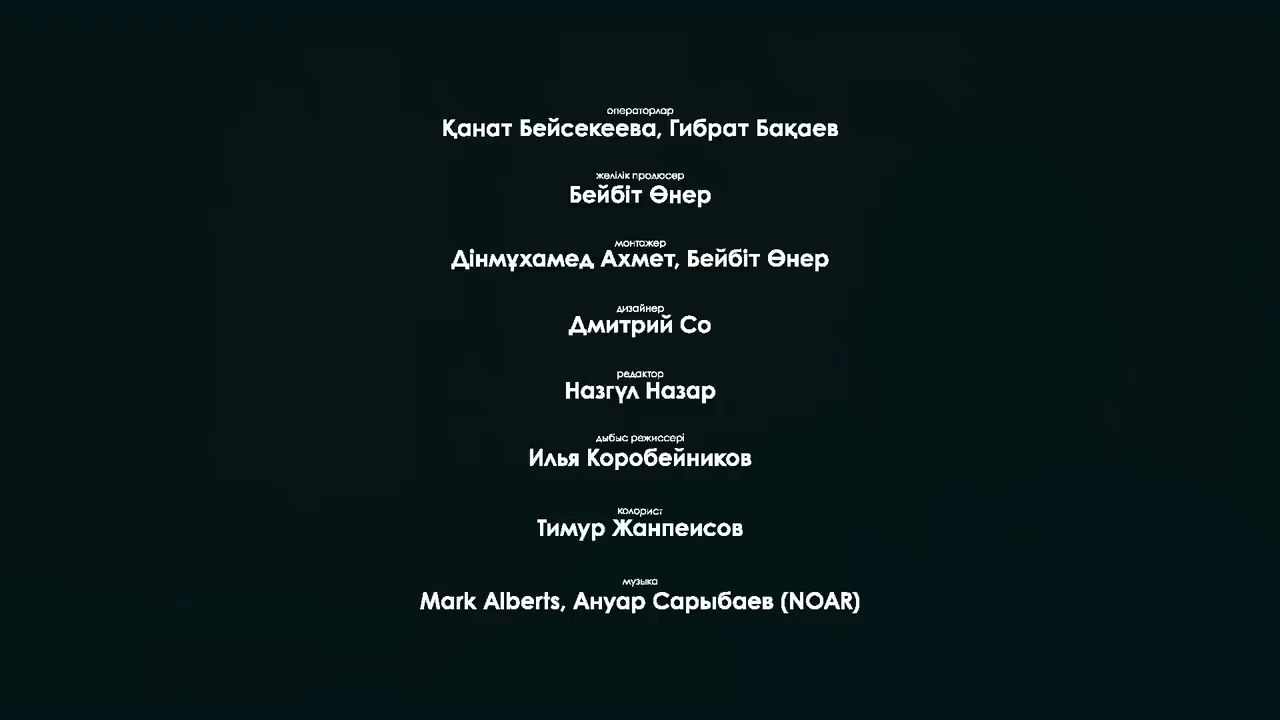 операторлар
Қанат Бейсекеева, Гибрат Бақаев
желілік продюсер
Бейбіт Өнер
монтажер
Дінмұхамед Ахмет, Бейбіт Өнер
дизайнер
Дмитрий Со
редактор
Назгүл Назар
дыбыс режиссері
Илья Коробейников
колорист
Тимур Жанпеисов
музыка
Mark Alberts, Ануар Сарыбаев (NOAR)